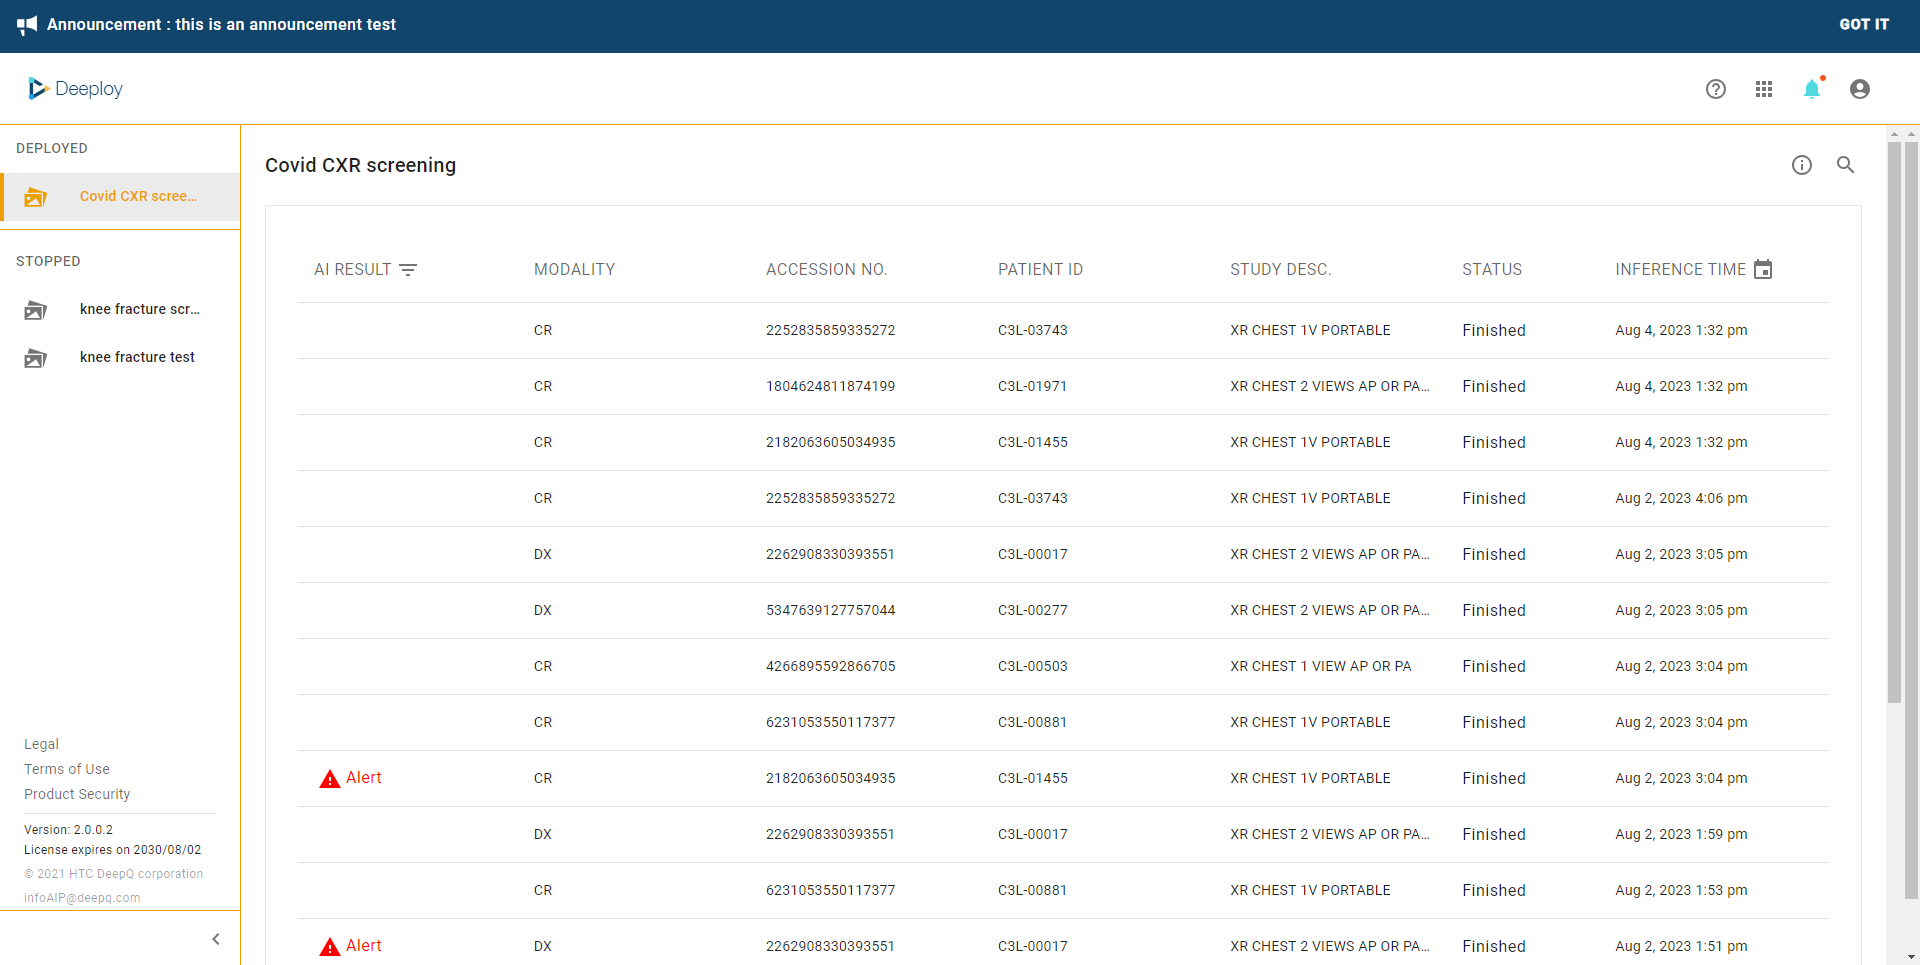 Announcement : this is an announcement test GOT IT
Deeploy
DEPLOYED
Covid CXR scree...
STOPPED
knee fracture scr...
knee fracture test
Legal
Terms of Use
Product Security
Version: 2.0.0.2
License expires on 2030/08/02
© 2021 HTC DeepQ corporation
infoAIP@deepq.com
Covid CXR screening
AI RESULT MODALITY ACCESSION NO. PATIENT ID STUDY DESC. STATUS INFERENCE TIME
CR 2252835859335272 C3L-03743 XR CHEST 1V PORTABLE Finished Aug 4, 2023 1:32 pm
CR 1804624811874199 C3L-01971 XR CHEST 2 VIEWS AP OR PA... Finished Aug 4, 2023 1:32 pm
CR 2182063605034935 C3L-01455 XR CHEST 1V PORTABLE Finished Aug 4, 2023 1:32 pm
CR 2252835859335272 C3L-03743 XR CHEST 1V PORTABLE Finished Aug 2, 2023 4:06 pm
DX 2262908330393551 C3L-00017 XR CHEST 2 VIEWS AP OR PA... Finished Aug 2, 2023 3:05 pm
DX 5347639127757044 C3L-00277 XR CHEST 2 VIEWS AP OR PA... Finished Aug 2, 2023 3:05 pm
CR 4266895592866705 C3L-00503 XR CHEST 1 VIEW AP OR PA Finished Aug 2, 2023 3:04 pm
CR 6231053550117377 C3L-00881 XR CHEST 1V PORTABLE Finished Aug 2, 2023 3:04 pm
Alert CR 2182063605034935 C3L-01455 XR CHEST 1V PORTABLE Finished Aug 2, 2023 3:04 pm
DX 2262908330393551 C3L-00017 XR CHEST 2 VIEWS AP OR PA... Finished Aug 2, 2023 1:59 pm
CR 6231053550117377 C3L-00881 XR CHEST 1V PORTABLE Finished Aug 2, 2023 1:53 pm
Alert DX 2262908330393551 C3L-00017 XR CHEST 2 VIEWS AP OR PA... Finished Aug 2, 2023 1:51 pm